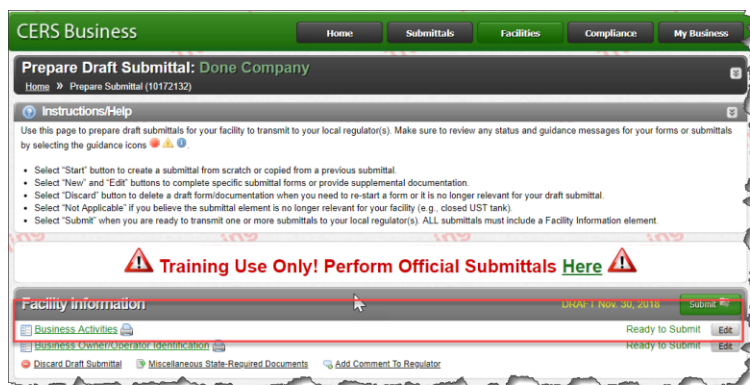 CERS Business
Home
Submittals
Facilities
Compliance
My Business
Prepare Draft Submittal: Done Company
Home » Prepare Submittal (10172132)
Instructions/Help
Use this page to prepare draft submittals for your facility to transmit to your local regulator(s). Make sure to review any status and guidance messages for your forms or submittals
by selecting the guidance icons
• Select "Start" button to create a submittal from scratch or copied from a previous submittal.
• Select "New" and "Edit" buttons to complete specific submittal forms or provide supplemental documentation.
• Select "Discard" button to delete a draft form/documentation when you need to re-start a form or it is no longer relevant for your draft submittal.
• Select "Not Applicable" if you believe the submittal element is no longer relevant for your facility (e.g., closed UST tank).
• Select "Submit" when you are ready to transmit one or more submittals to your local regulator(s). ALL submittals must include a Facility Information element.
Training Use Only! Perform Official Submittals Here
Facility Information
DRAFT Nov. 30, 2018
Submit
Business Activities
Ready to Submit
Edit
Business Owner/Operator Identification
Ready to Submit
Edit
Discard Draft Submittal
Miscellaneous State-Required Documents
Add Comment To Regulator